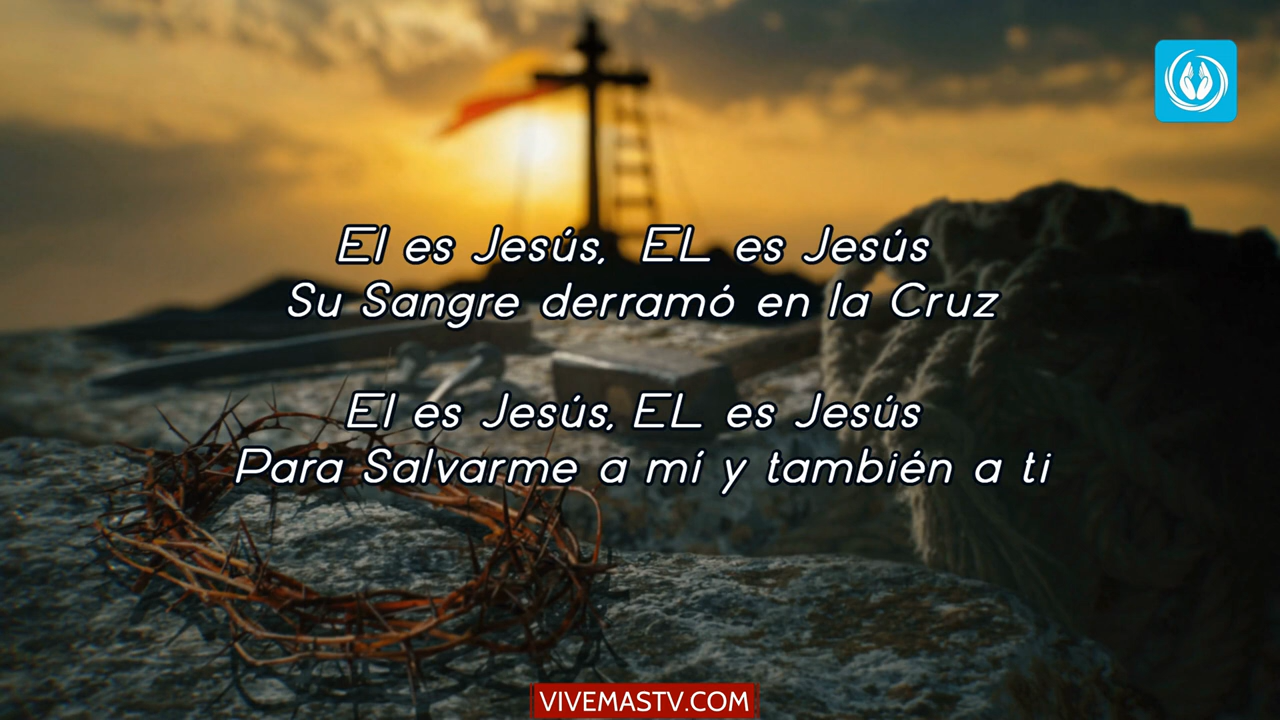 El es Jesús, EL es Jesús
Su Sangre derramó en la Cruz
El es Jesús, EL es Jesús
Para Salvarme a mí y también a ti
VIVEMASTV.COM